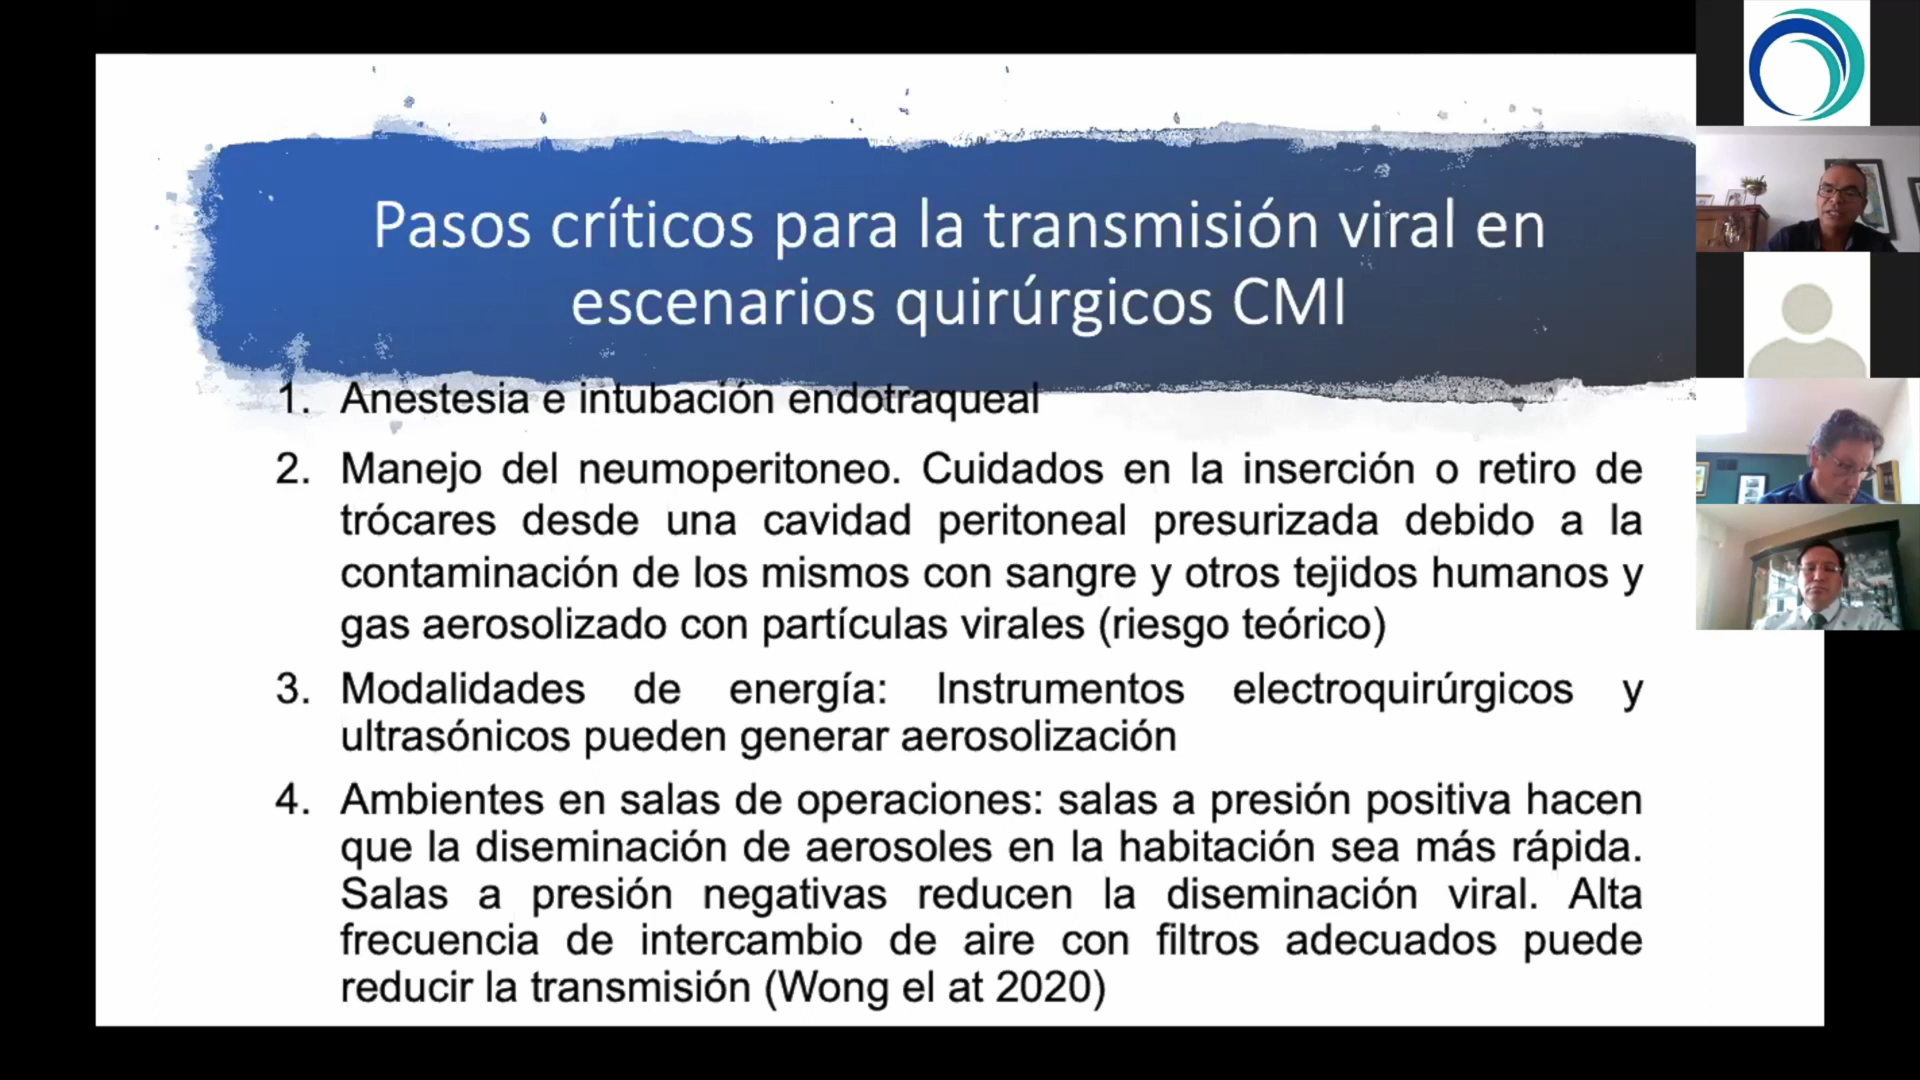 Pasos críticos para la transmisión viral en
escenarios quirúrgicos CMI
1. Anestesia e intubación endotraqueal
2. Manejo del neumoperitoneo. Cuidados en la inserción o retiro de
trócares desde una cavidad peritoneal presurizada debido a la
contaminación de los mismos con sangre y otros tejidos humanos y
gas aerosolizado con partículas virales (riesgo teórico)
3. Modalidades de energía: Instrumentos electroquirúrgicos y
ultrasónicos pueden generar aerosolización
4. Ambientes en salas de operaciones: salas a presión positiva hacen
que la diseminación de aerosoles en la habitación sea más rápida.
Salas a presión negativas reducen la diseminación viral. Alta
frecuencia de intercambio de aire con filtros adecuados puede
reducir la transmisión (Wong el at 2020)